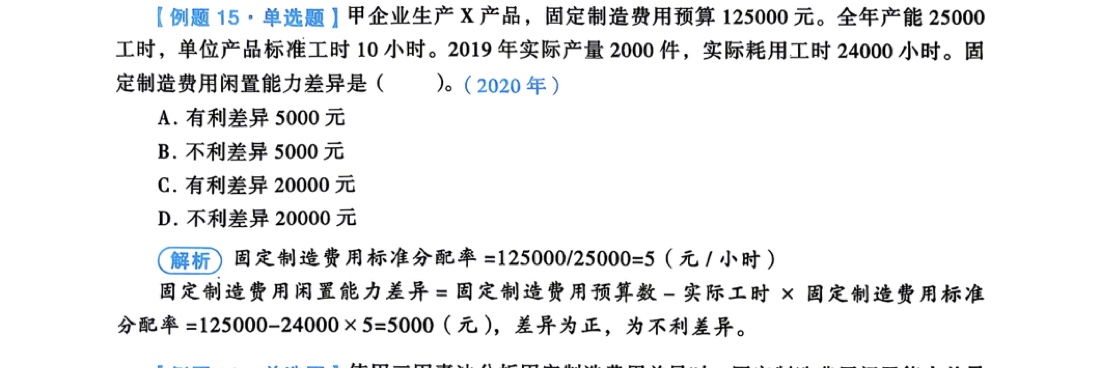 【例题 15·单选题】甲企业生产 X 产品，固定制造费用预算 125000 元。全年产能 25000
工时，单位产品标准工时 10 小时。2019 年实际产量 2000 件，实际耗用工时 24000 小时。固
定制造费用闲置能力差异是（　　）。（2020 年）
A. 有利差异 5000 元
B. 不利差异 5000 元
C. 有利差异 20000 元
D. 不利差异 20000 元
解析 固定制造费用标准分配率 =125000/25000=5（元 / 小时）
固定制造费用闲置能力差异 = 固定制造费用预算数 - 实际工时 × 固定制造费用标准
分配率 =125000-24000×5=5000（元），差异为正，为不利差异。